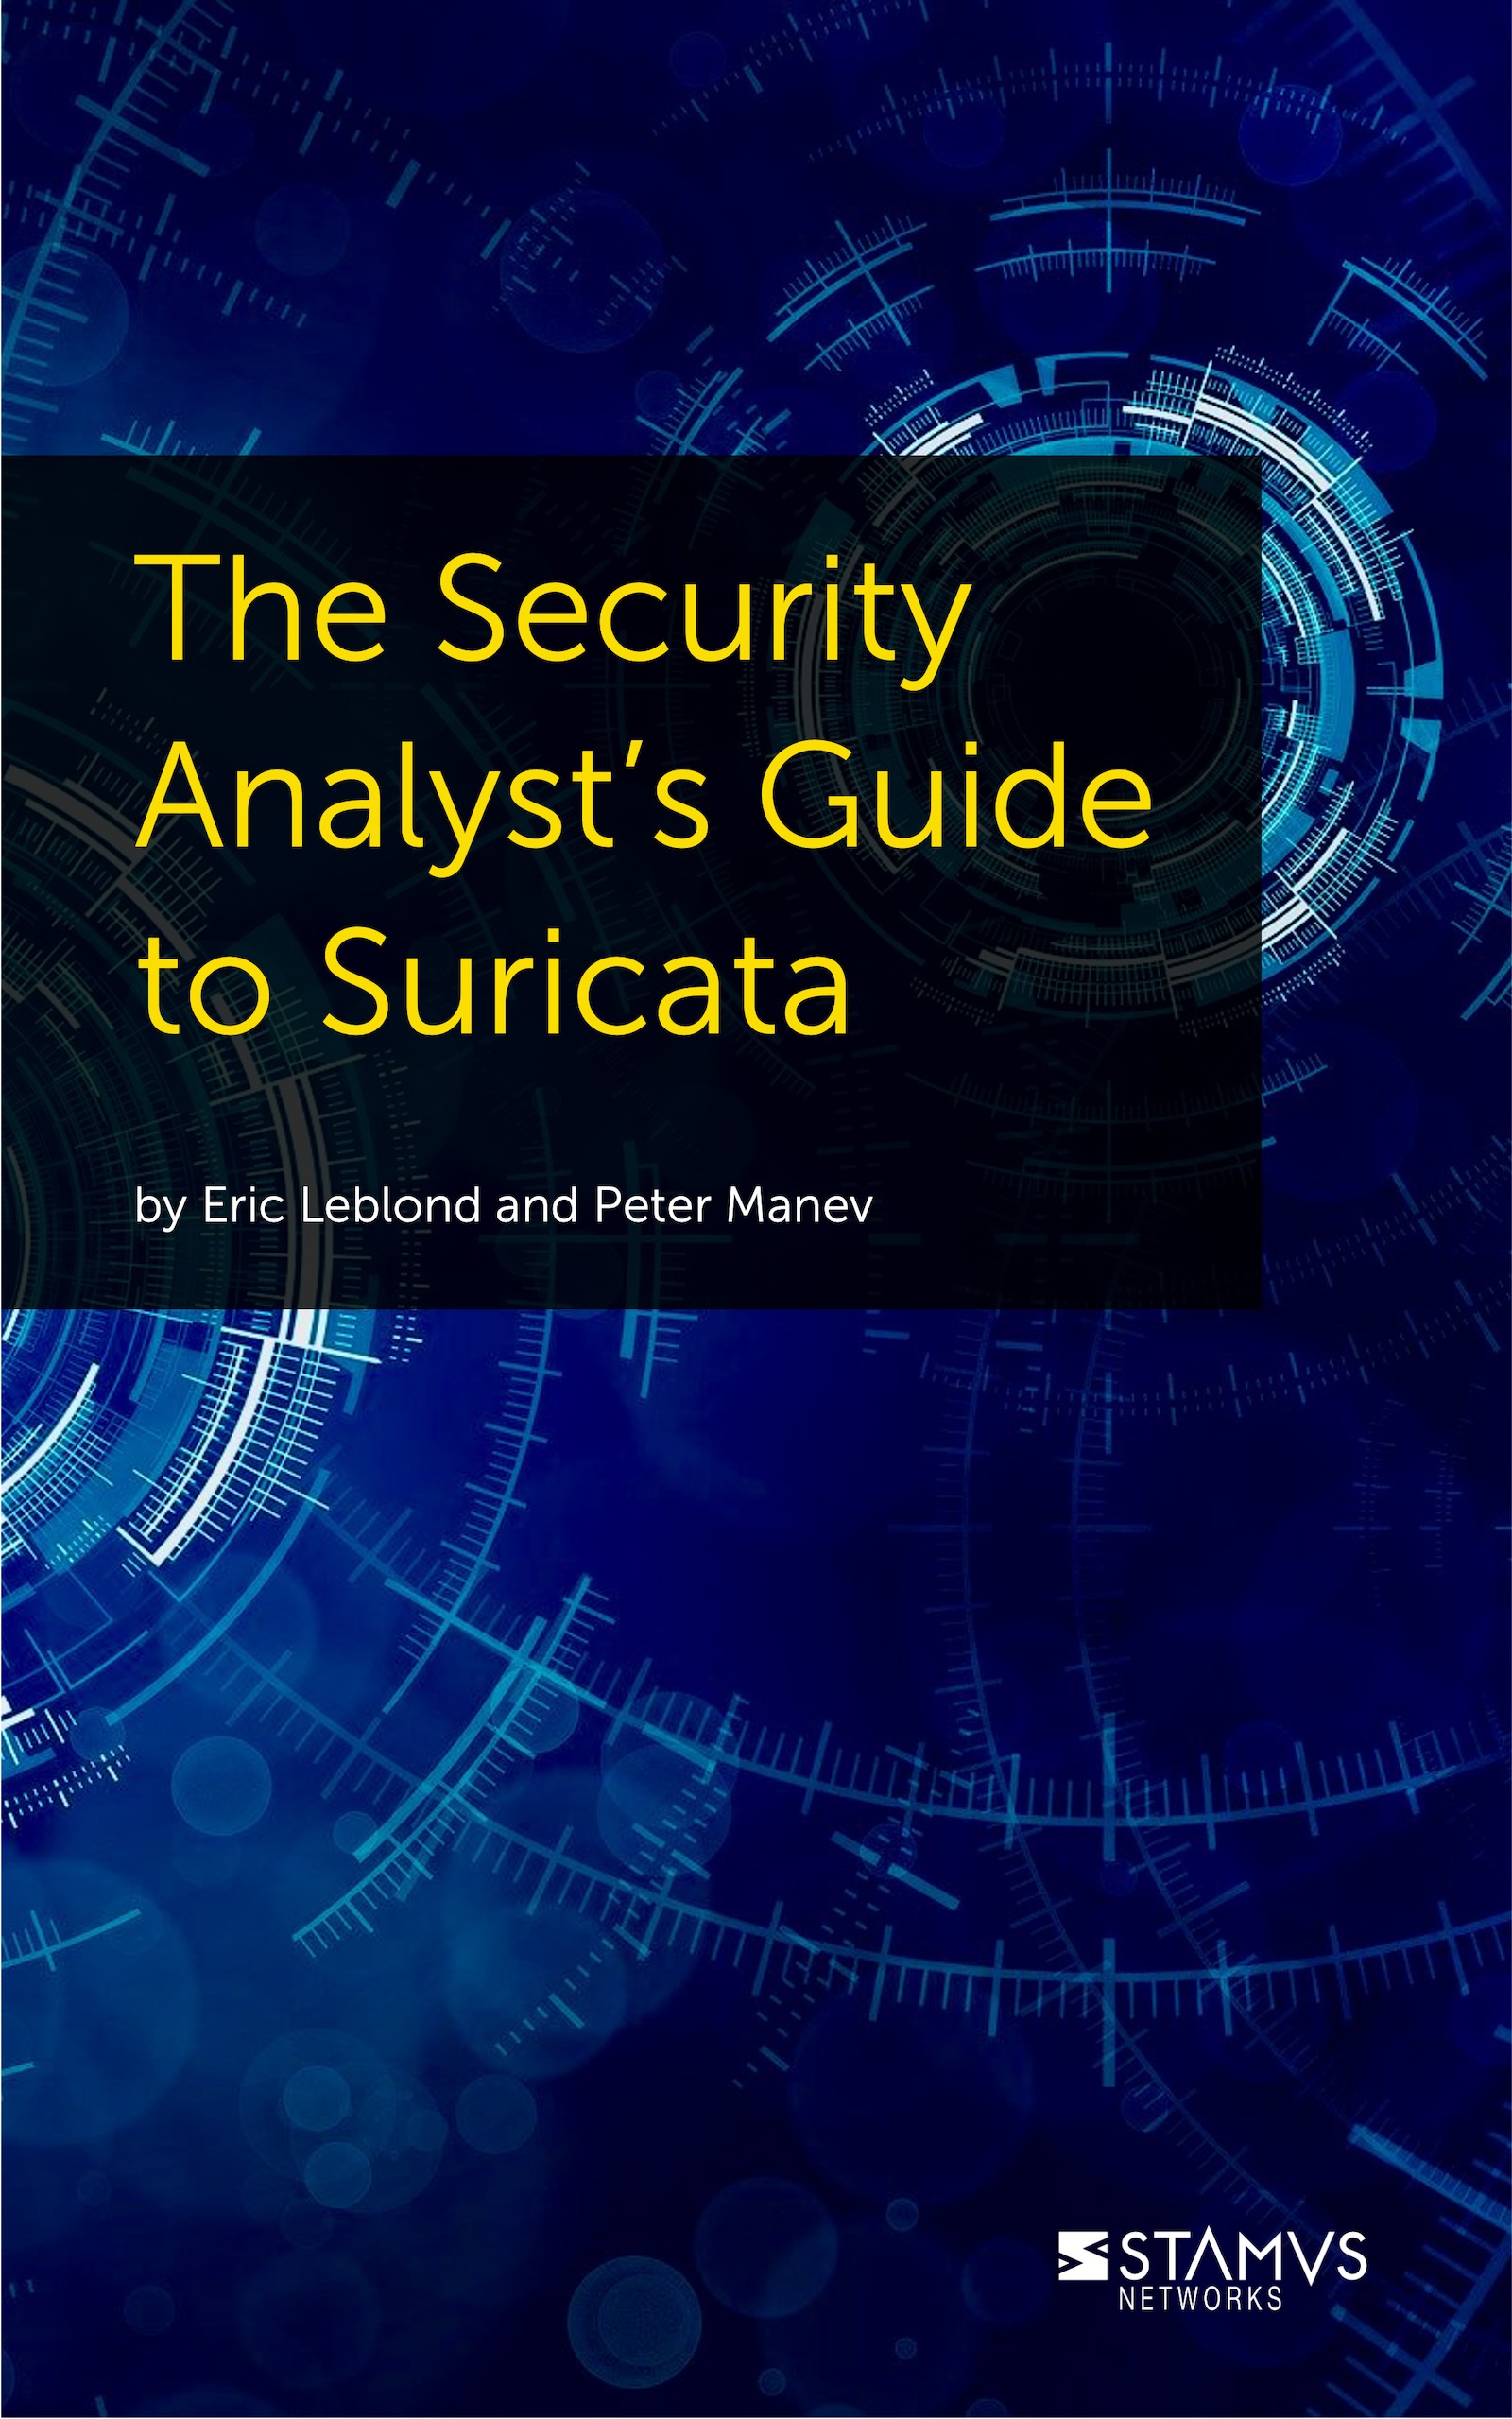 The Security
Analyst’s Guide
to Suricata
by Eric Leblond and Peter Manev
STAMVS
NETWORKS